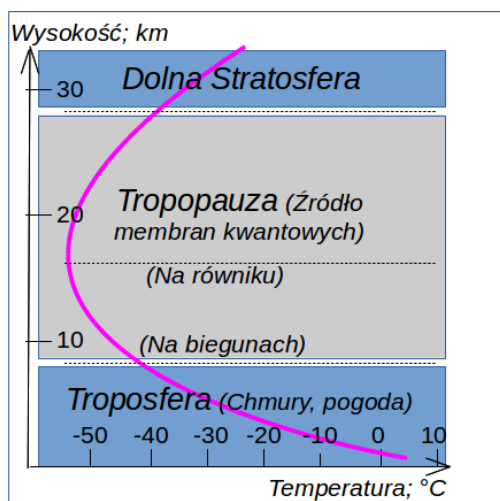 Wysokość; km
Dolna Stratosfera
30
Tropopauza (Źródło
20
membran kwantowych)
(Na równiku)
10
(Na biegunach)
Troposfera (Chmury, pogoda)
-50 -40 -30 -20 -10 0 10
Temperatura; °C